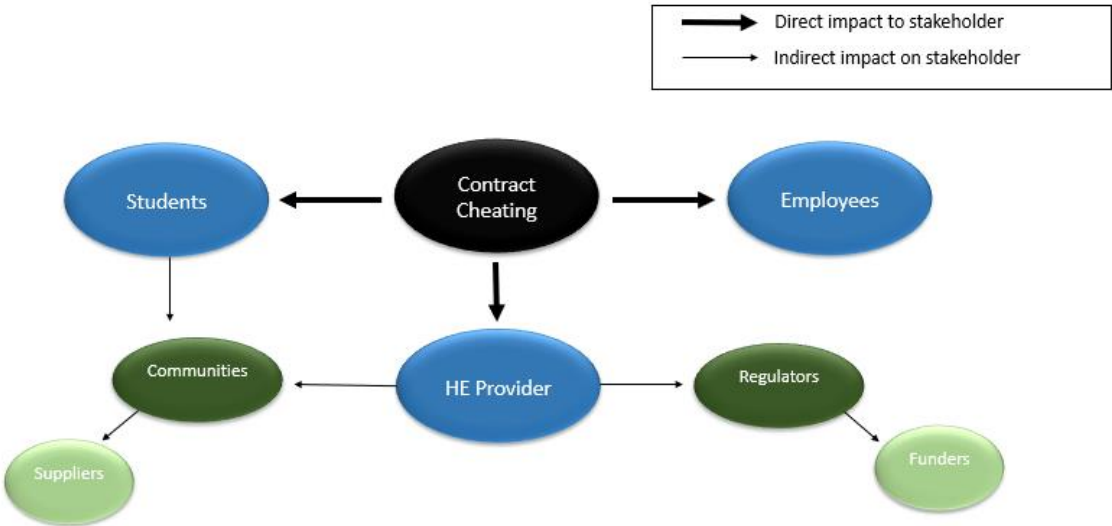 Direct impact to stakeholder
Indirect impact on stakeholder
Students
Contract
Cheating
Employees
Communities
HE Provider
Regulators
Suppliers
Funders